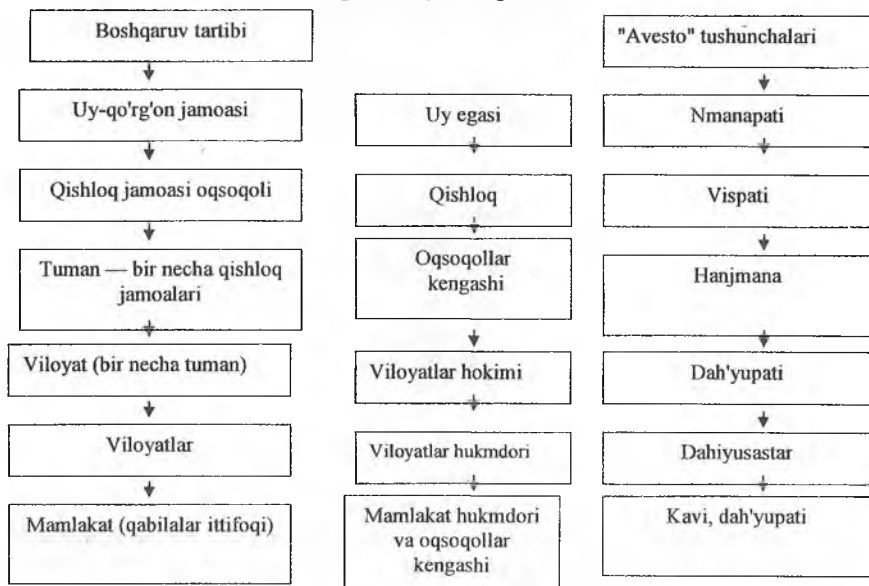 Boshqaruv tartibi
Uy-qo'rg'on jamoasi
Qishloq jamoasi oqsoqoli
Tuman — bir necha qishloq
jamoalari
Viloyat (bir necha tuman)
Viloyatlar
Mamlakat (qabilalar ittifoqi)
Uy egasi
Qishloq
Oqsoqollar
kengashi
Viloyatlar hokimi
Viloyatlar hukmdori
Mamlakat hukmdori
va oqsoqollar
kengashi
"Avesto" tushunchalari
Nmanapati
Vispati
Hanjmana
Dah'yupati
Dahiyusastar
Kavi, dah'yupati